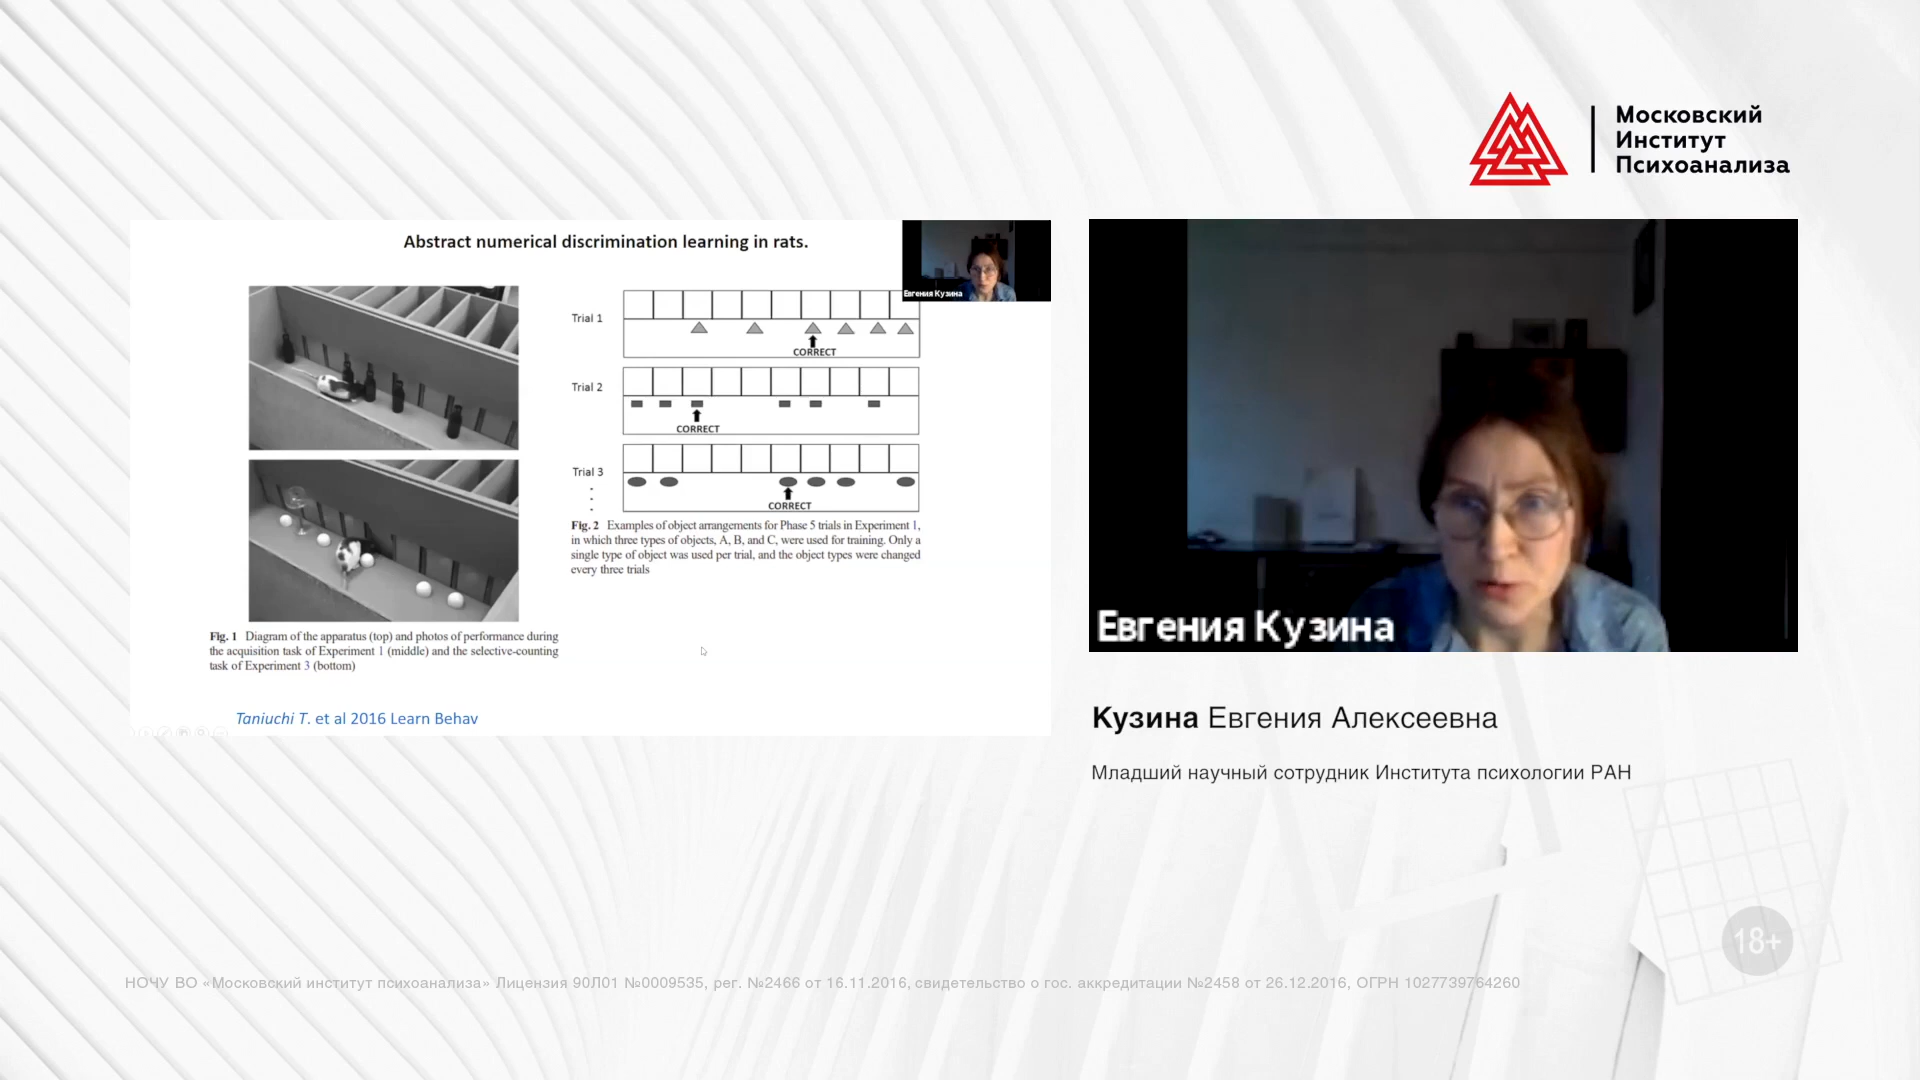 Московский
Институт
Психоанализа
Abstract numerical discrimination learning in rats.
Евгения Кузина
Trial 1
CORRECT
Trial 2
CORRECT
Trial 3
CORRECT
Fig. 2 Examples of object arrangements for Phase 5 trials in Experiment 1,
in which three types of objects, A, B, and C, were used for training. Only a
single type of object was used per trial, and the object types were changed
every three trials
Fig. 1 Diagram of the apparatus (top) and photos of performance during
the acquisition task of Experiment 1 (middle) and the selective-counting
task of Experiment 3 (bottom)
Taniuchi T. et al 2016 Learn Behav
Евгения Кузина
Кузина Евгения Алексеевна
Младший научный сотрудник Института психологии РАН
18+
НОЧУ ВО «Московский институт психоанализа» Лицензия 90Л01 №0009535, рег. №2466 от 16.11.2016, свидетельство о гос. аккредитации №2458 от 26.12.2016, ОГРН 1027739764260